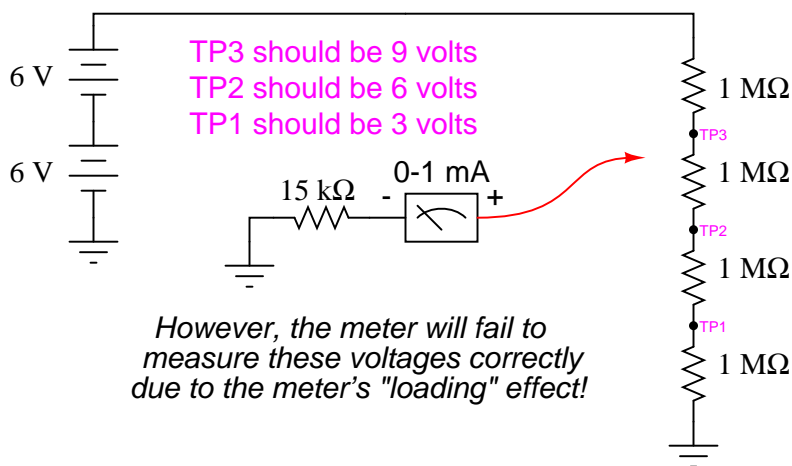 TP3 should be 9 volts
6 V
TP2 should be 6 volts
1 MΩ
TP1 should be 3 volts
TP3
6 V
0-1 mA
1 MΩ
15 kΩ
- +
TP2
1 MΩ
However, the meter will fail to
measure these voltages correctly
due to the meter's "loading" effect!
TP1
1 MΩ